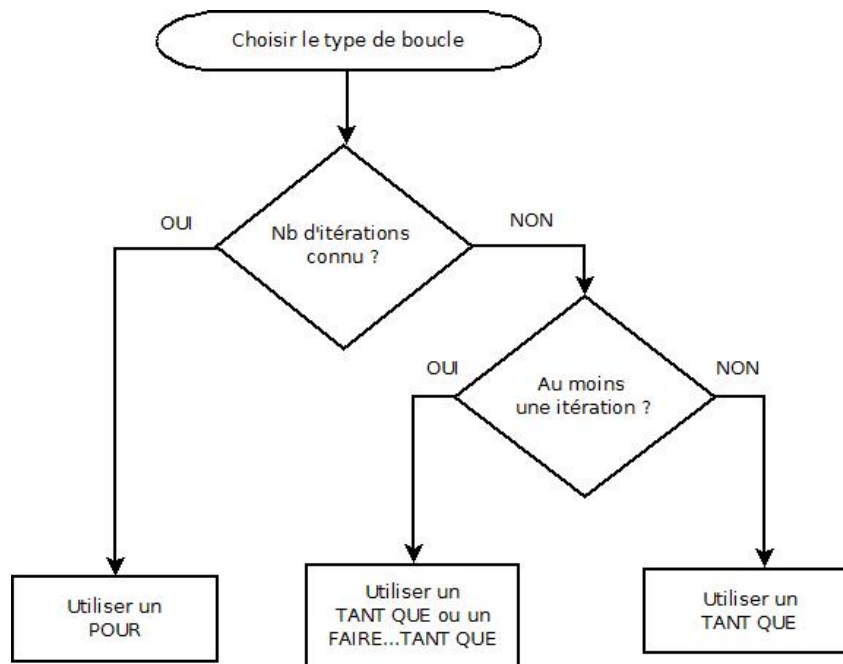 Choisir le type de boucle
OUI
NON
Nb d'itérations
connu ?
OUI
NON
Au moins
une itération ?
Utiliser un
POUR
Utiliser un
TANT QUE ou un
FAIRE...TANT QUE
Utiliser un
TANT QUE